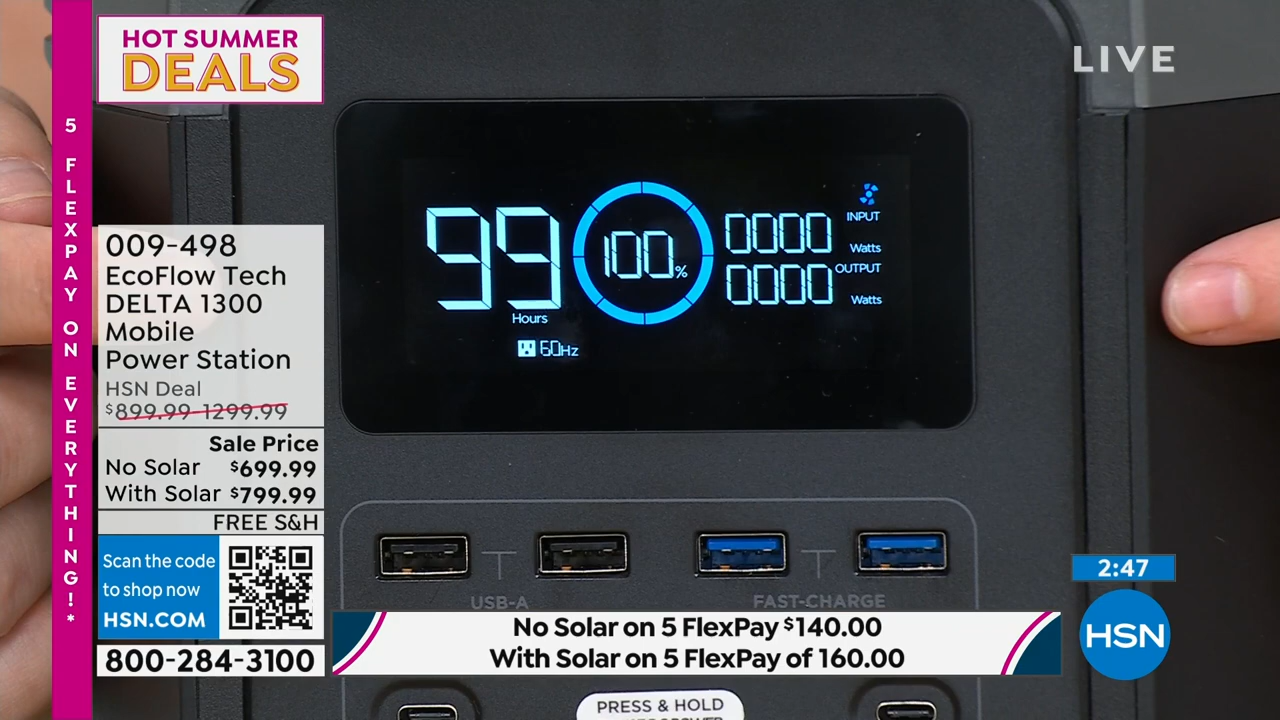 HOT SUMMER
DEALS
LIVE
5 FLEXPAY ON EVERYTHING!*
009-498
EcoFlow Tech
DELTA 1300
Mobile
Power Station
HSN Deal
$899.99-1299.99
Sale Price
No Solar $699.99
With Solar $799.99
FREE S&H
Scan the code
to shop now
HSN.COM
800-284-3100
99
Hours
60Hz
100%
0000
INPUT
Watts
0000
OUTPUT
Watts
USB-A
FAST-CHARGE
2:47
HSN
No Solar on 5 FlexPay $140.00
With Solar on 5 FlexPay of 160.00
PRESS & HOLD